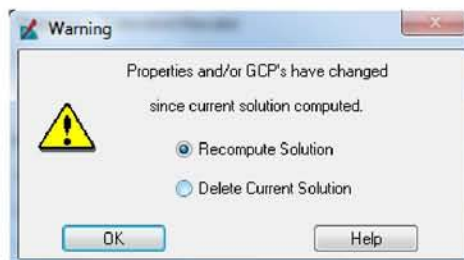 Warning
Properties and/or GCP's have changed
since current solution computed.
Recompute Solution
Delete Current Solution
OK
Help